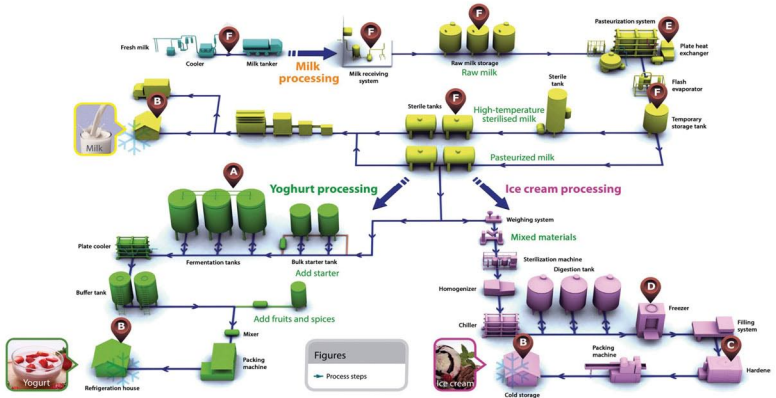 F
F
F
F
E
Fresh milk
Cooler
Milk tanker
Milk
processing
Milk receiving
system
Raw milk storage
Raw milk
Pasteurization system
Plate heat
exchanger
Flash
evaporator
B
Milk
Sterile tanks
F
High-temperature
sterilised milk
Sterile
tank
F
Temporary
storage tank
Pasteurized milk
Yoghurt processing
Ice cream processing
A
Weighing system
Mixed materials
Plate cooler
Fermentation tanks
Bulk starter tank
Add starter
Sterilization machine
Digestion tank
Buffer tank
Homogenizer
D
Freezer
Add fruits and spices
Chiller
Filling
system
Mixer
B
Yogurt
Refrigeration house
Packing
machine
Figures
Process steps
Ice cream
B
Cold storage
Packing
machine
C
Hardene